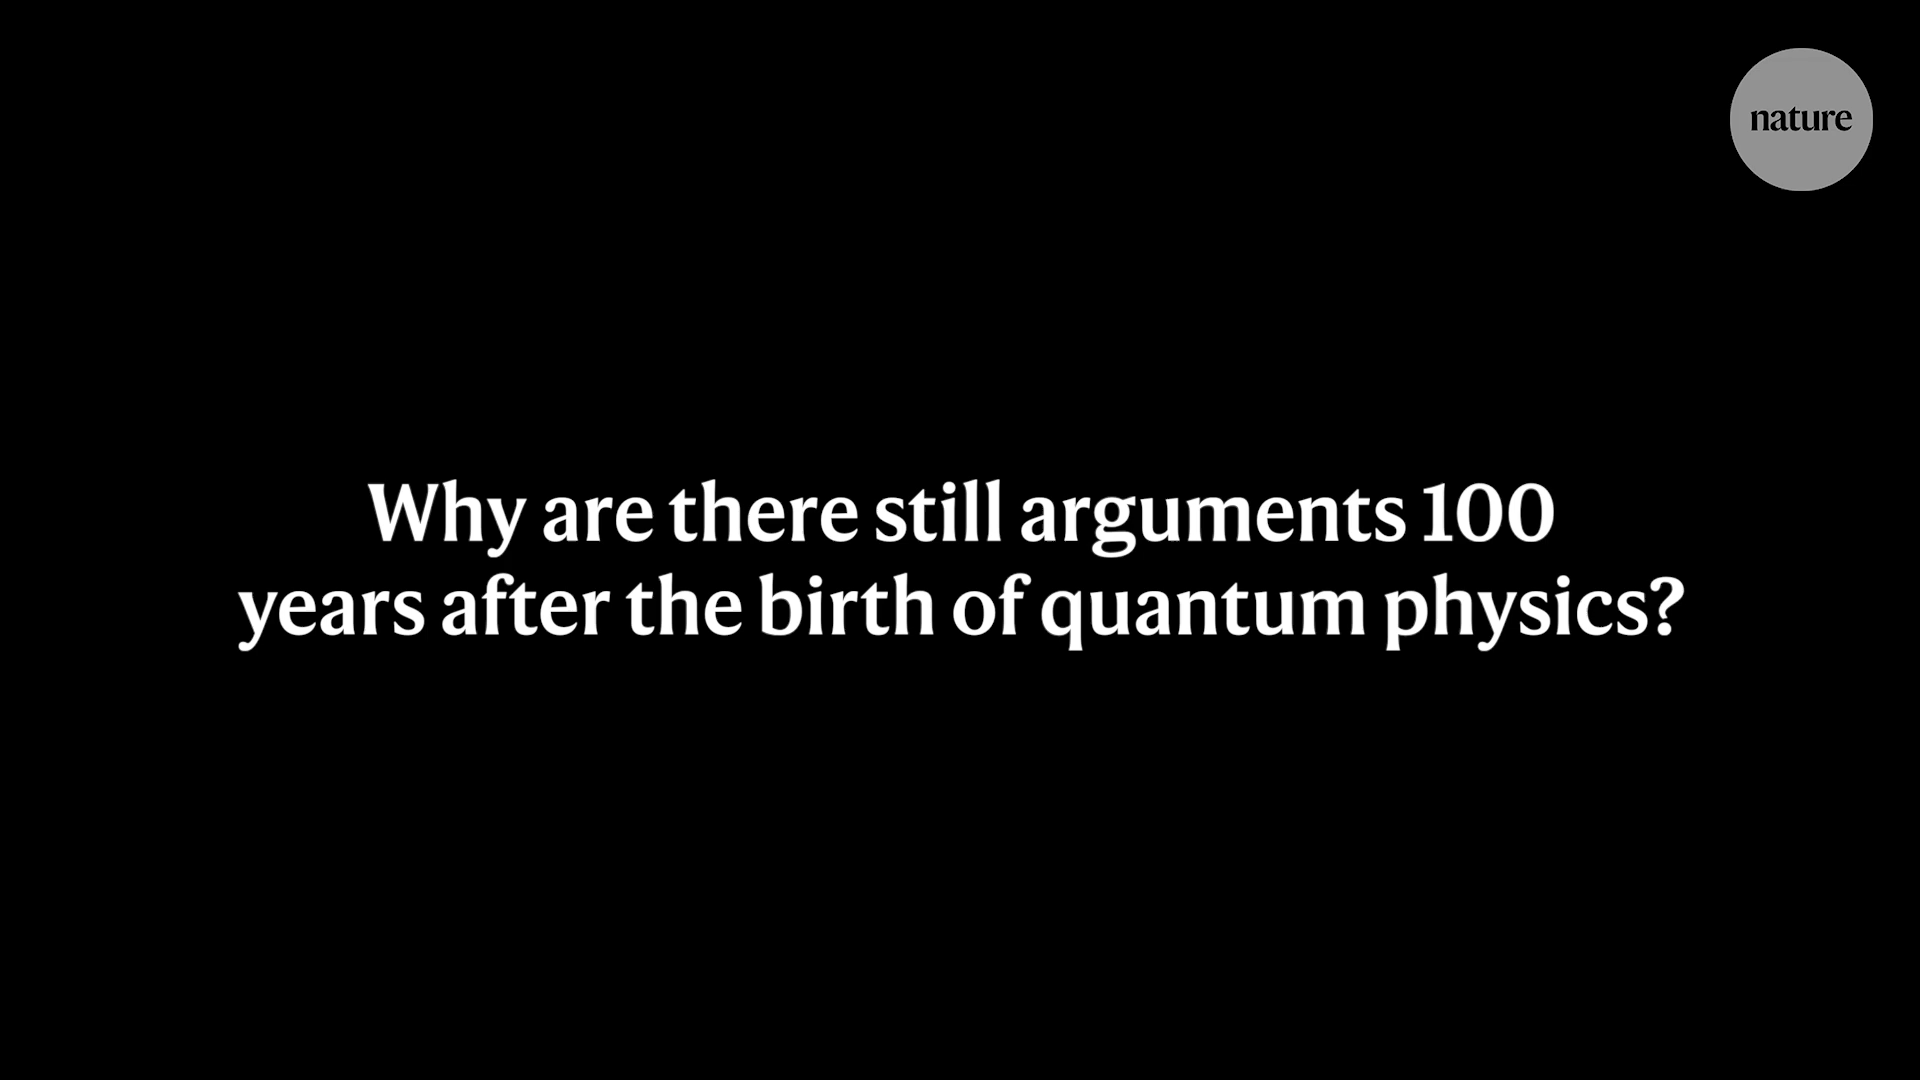 nature
Why are there still arguments 100
years after the birth of quantum physics?